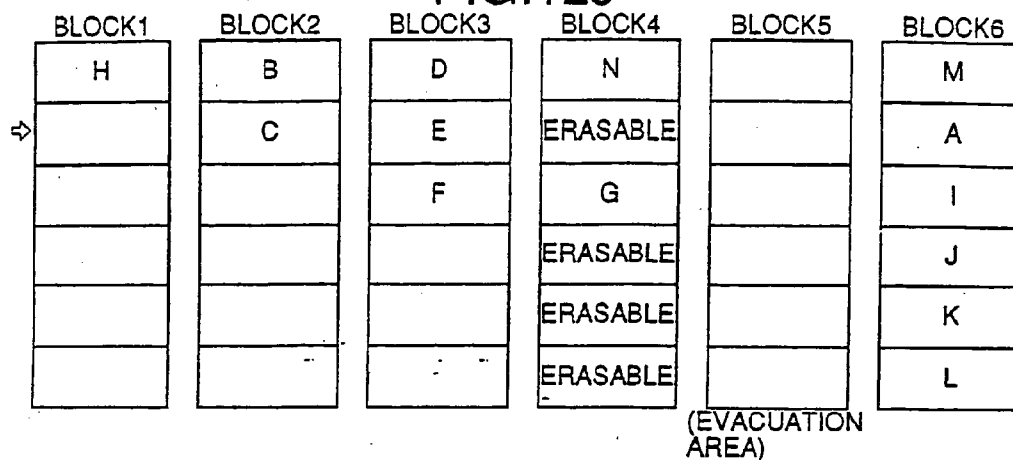 BLOCK1 BLOCK2 BLOCK3 BLOCK4 BLOCK5 BLOCK6
H B D N M
C E ERASABLE A
F G I
ERASABLE J
ERASABLE K
ERASABLE L
(EVACUATION
AREA)